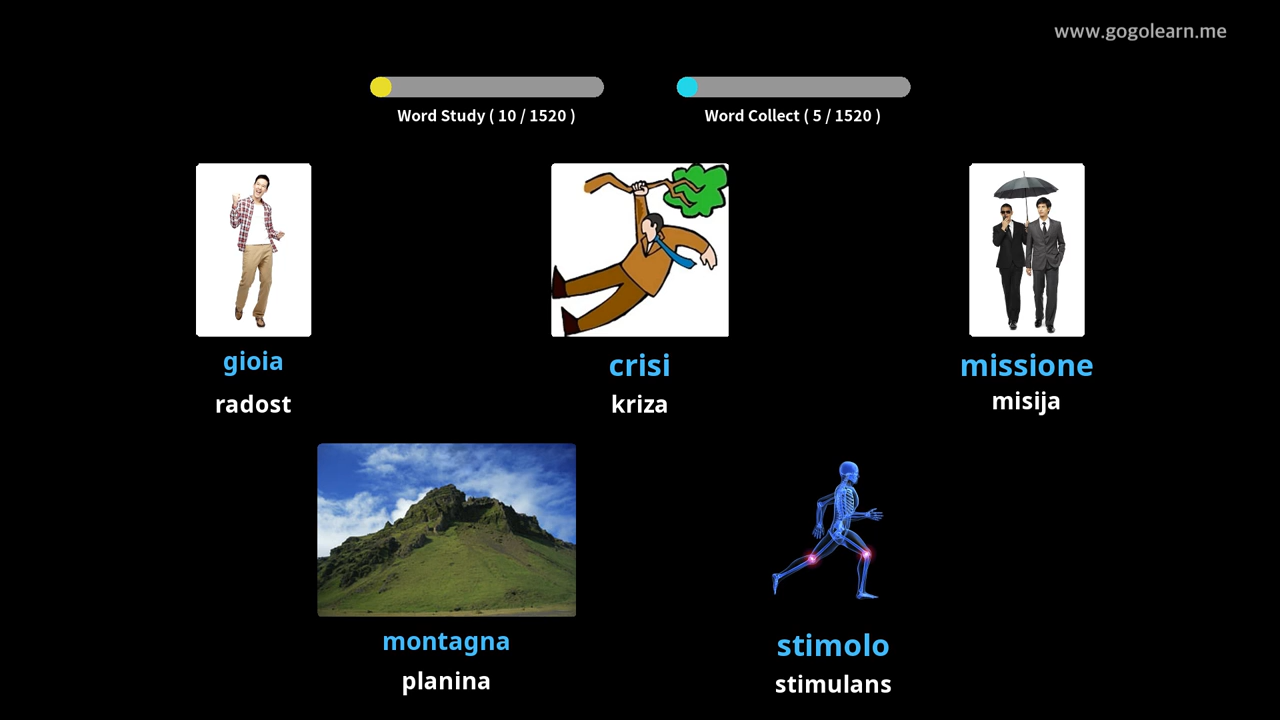 www.gogolearn.me
Word Study ( 10 / 1520 )
Word Collect ( 5 / 1520 )
gioia
radost
crisi
kriza
missione
misija
montagna
planina
stimolo
stimulans